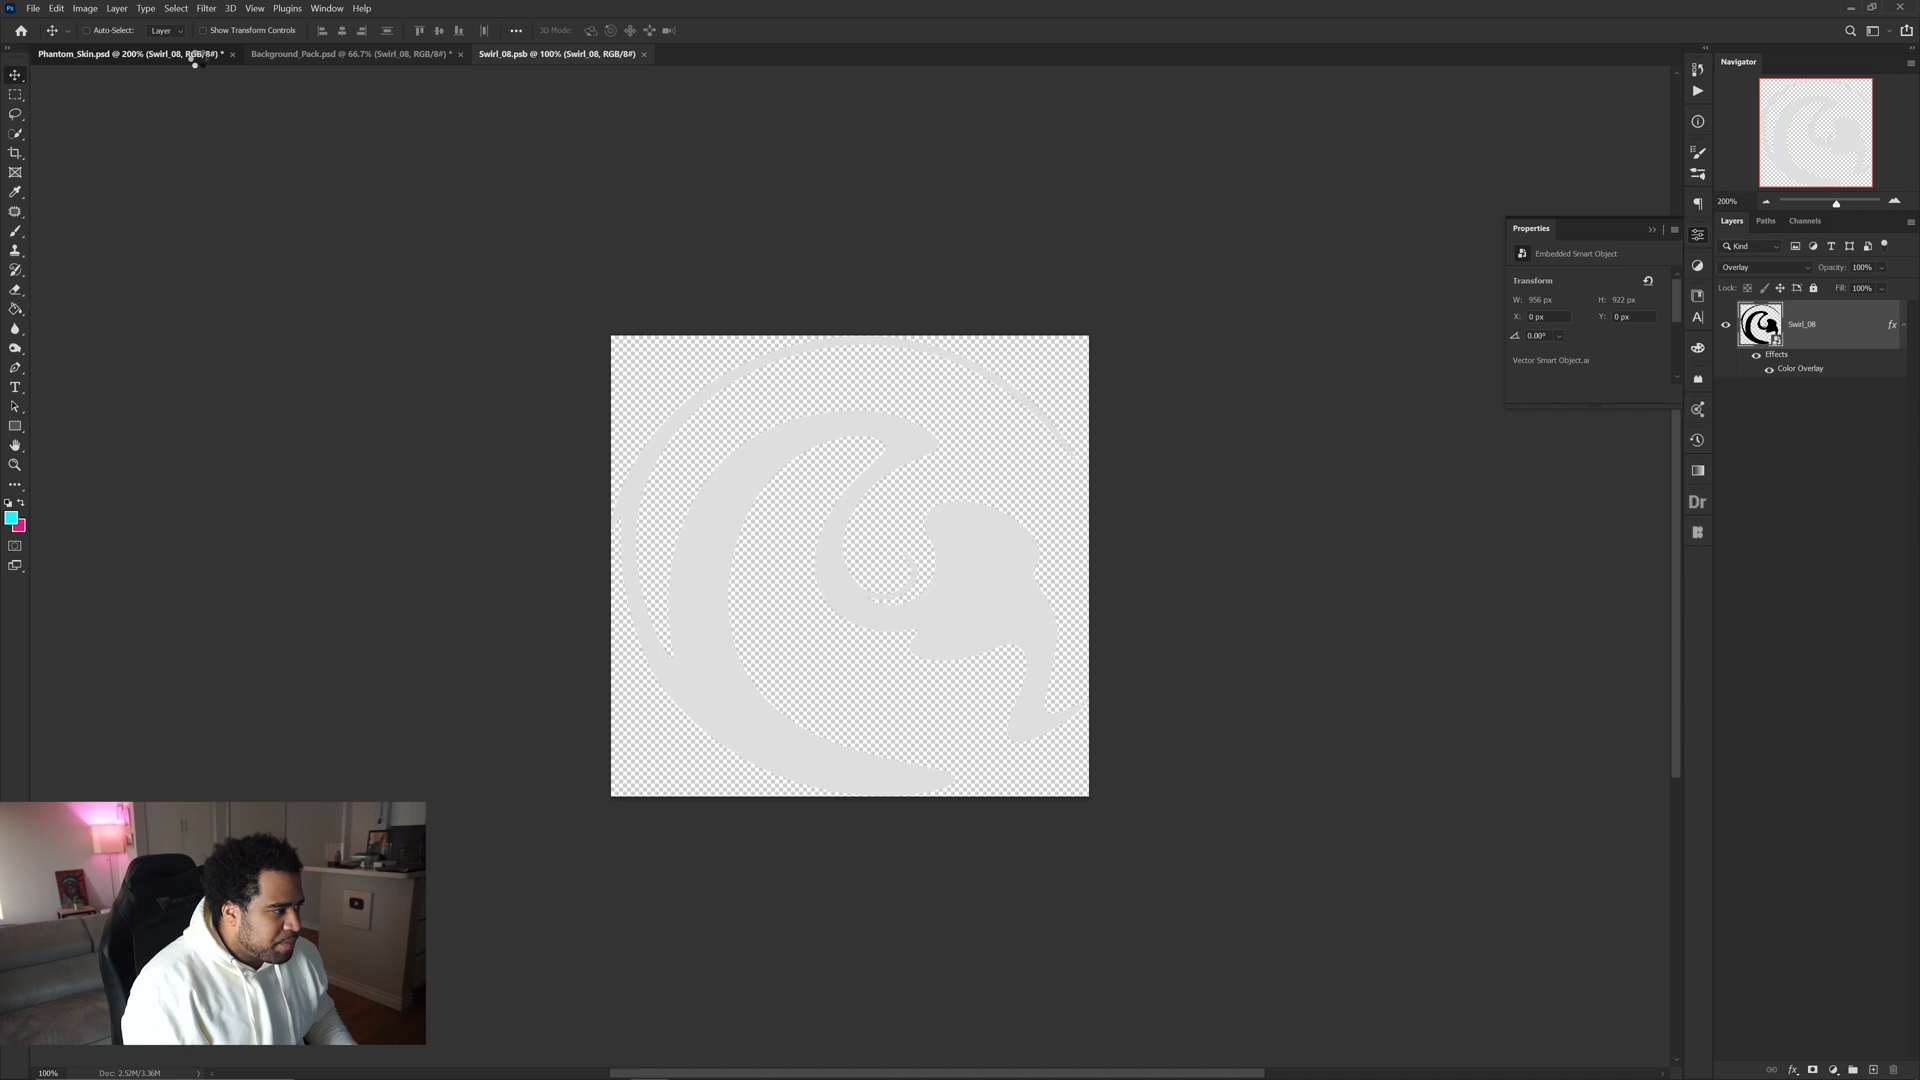 Ps File Edit Image Layer Type Select Filter 3D View Plugins Window Help
Auto-Select: Layer Show Transform Controls 3D Mode:
Phantom_Skin.psd @ 200% (Swirl_08, RGB/8#) * × Background_Pack.psd @ 66.7% (Swirl_08, RGB/8#) * × Swirl_08.psb @ 100% (Swirl_08, RGB/8#) ×
Navigator
200%
Layers Paths Channels
Kind
Overlay Opacity: 100%
Lock: Fill: 100%
Swirl_08 fx
Effects
Color Overlay
Properties
Embedded Smart Object
Transform
W: 956 px H: 922 px
X: 0 px Y: 0 px
0.00°
Vector Smart Object.ai
Dr
100% Doc: 2.52M/3.36M